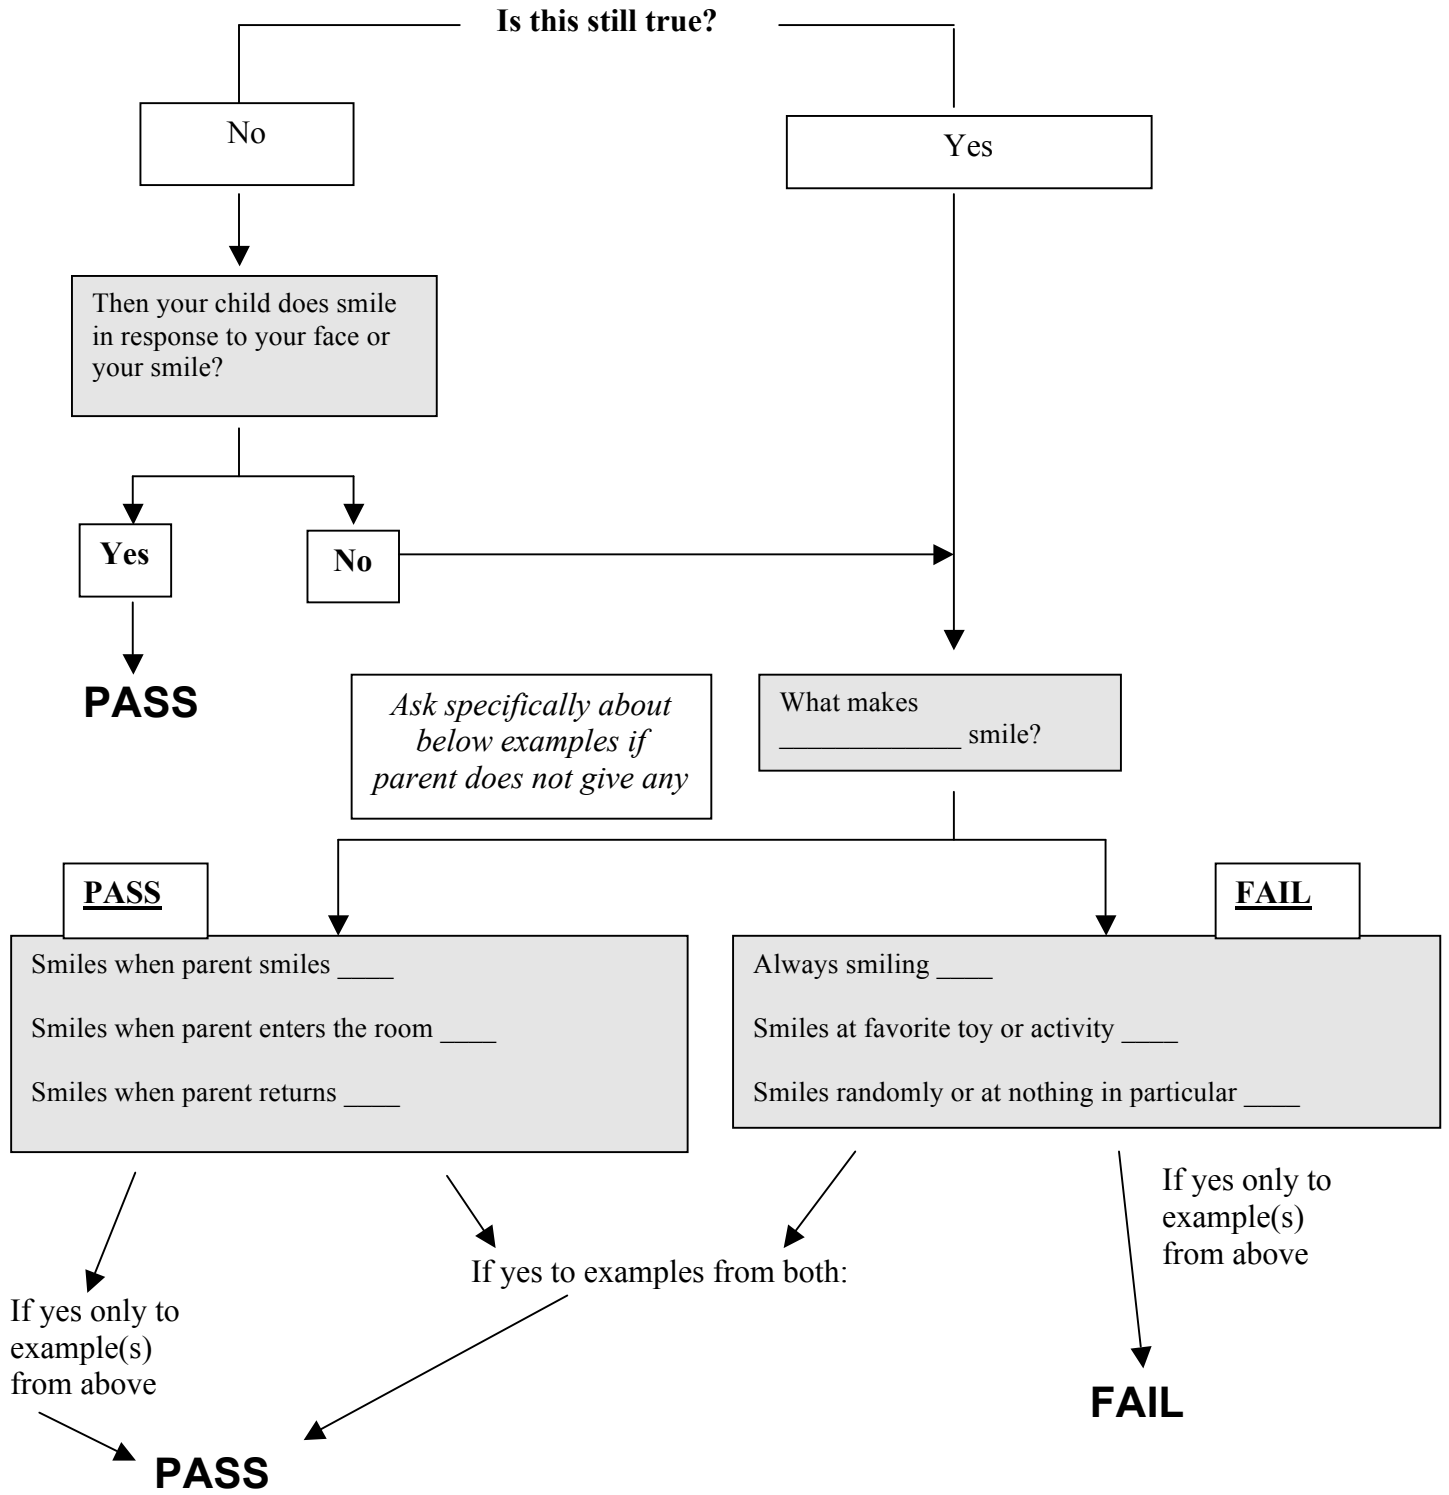 Is this still true?
No
Yes
Then your child does smile
in response to your face or
your smile?
Yes
No
PASS
Ask specifically about
below examples if
parent does not give any
What makes
_____________ smile?
PASS
FAIL
Smiles when parent smiles ____
Smiles when parent enters the room ____
Smiles when parent returns ____
Always smiling ____
Smiles at favorite toy or activity ____
Smiles randomly or at nothing in particular ____
If yes only to
example(s)
from above
If yes to examples from both:
If yes only to
example(s)
from above
FAIL
PASS